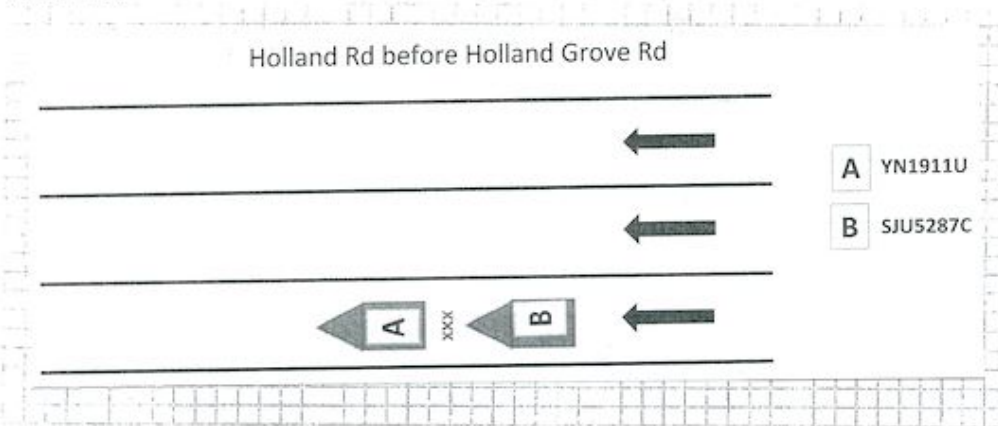 Holland Rd before Holland Grove Rd
A YN1911U
B SJU5287C
A xxx B